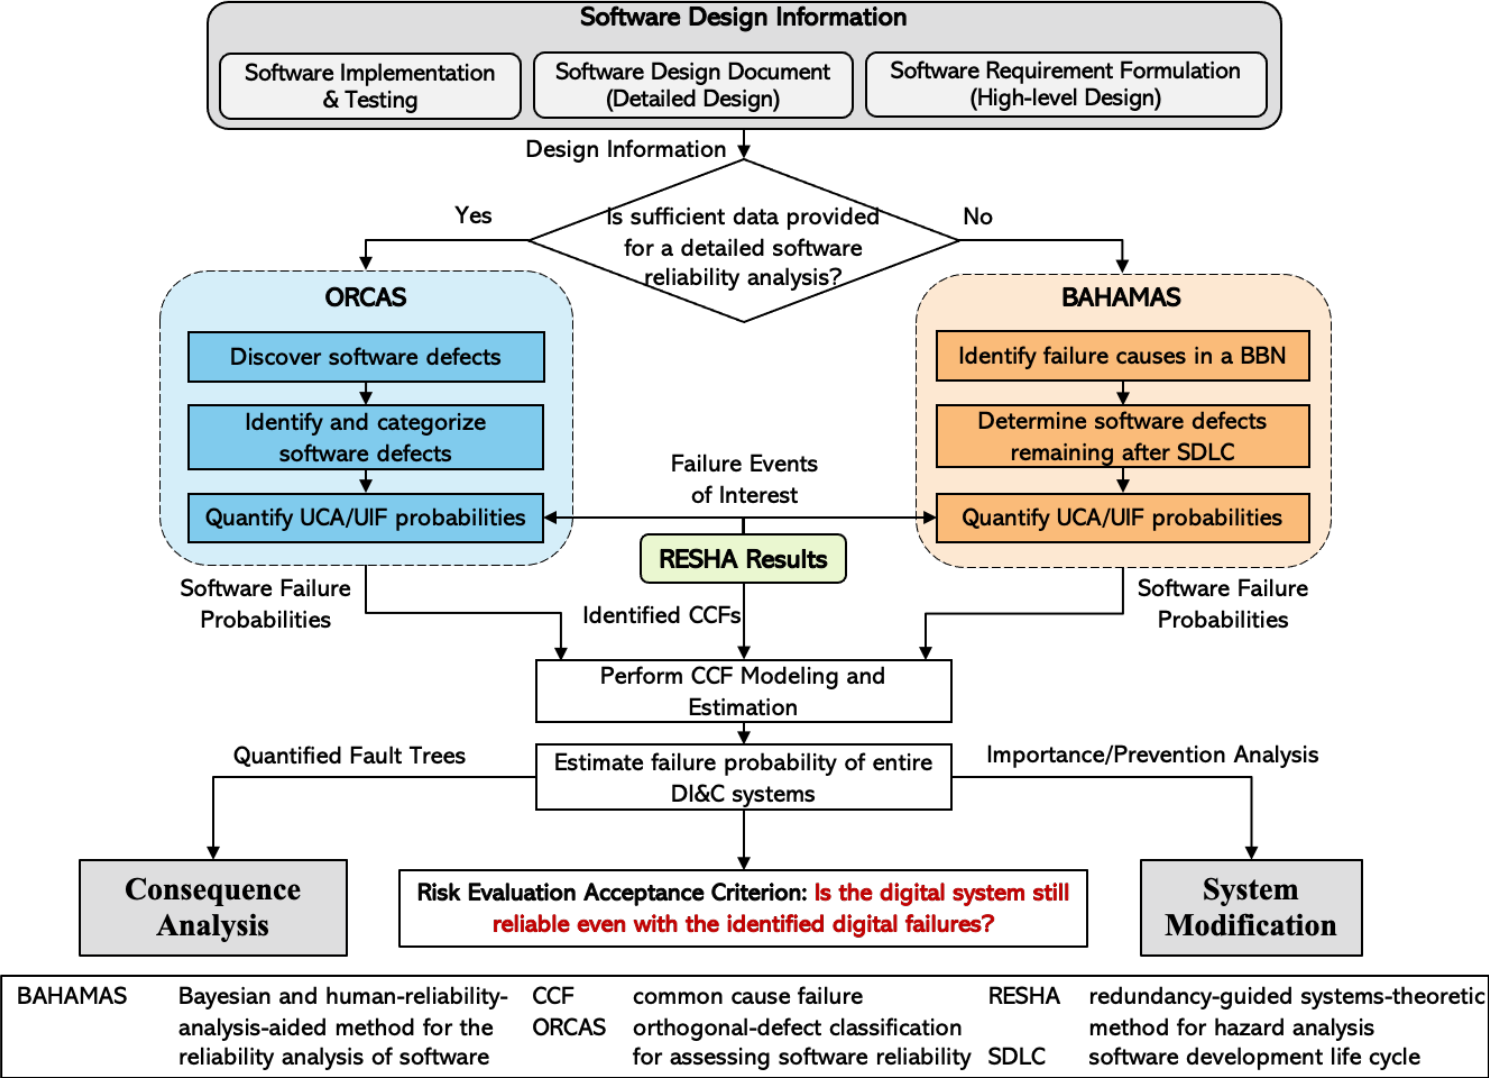 Software Design Information
Software Implementation
& Testing
Software Design Document
(Detailed Design)
Software Requirement Formulation
(High-level Design)
Design Information
Yes
Is sufficient data provided
for a detailed software
reliability analysis?
No
ORCAS
Discover software defects
Identify and categorize
software defects
Quantify UCA/UIF probabilities
BAHAMAS
Identify failure causes in a BBN
Determine software defects
remaining after SDLC
Quantify UCA/UIF probabilities
Failure Events
of Interest
RESHA Results
Software Failure
Probabilities
Identified CCFs
Software Failure
Probabilities
Perform CCF Modeling and
Estimation
Quantified Fault Trees
Estimate failure probability of entire
DI&C systems
Importance/Prevention Analysis
Consequence
Analysis
Risk Evaluation Acceptance Criterion: Is the digital system still
reliable even with the identified digital failures?
System
Modification
BAHAMAS Bayesian and human-reliability-
analysis-aided method for the
reliability analysis of software
CCF common cause failure
ORCAS orthogonal-defect classification
for assessing software reliability
RESHA redundancy-guided systems-theoretic
method for hazard analysis
SDLC software development life cycle